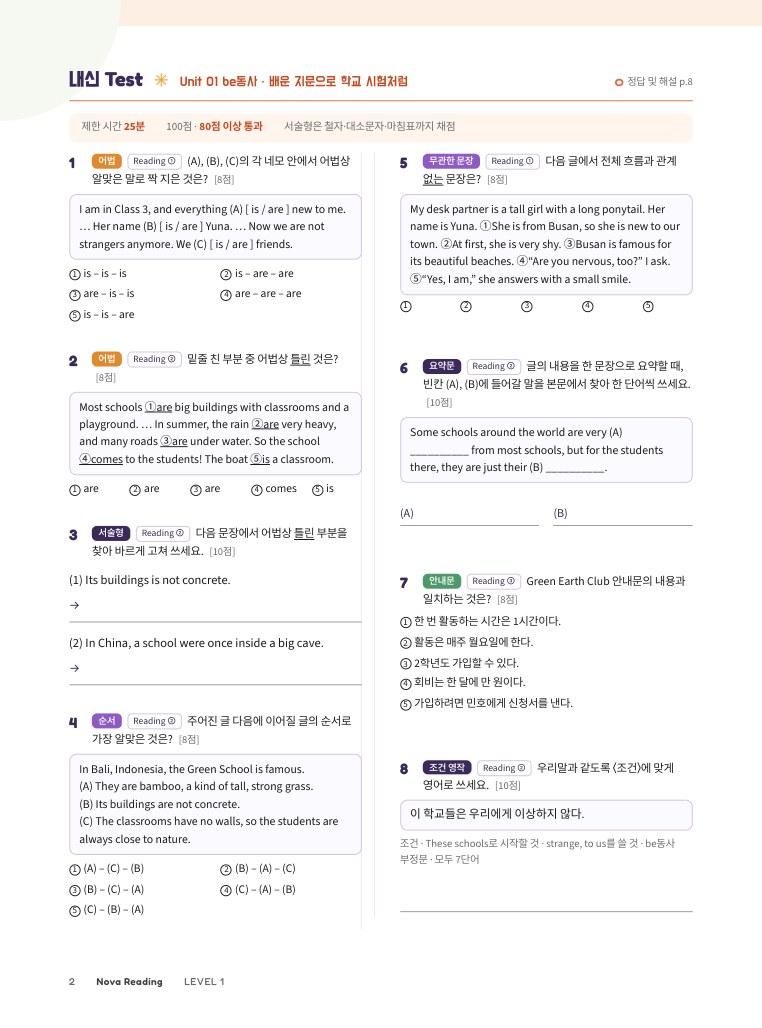 내신 Test ✳ Unit 01 be동사 · 배운 지문으로 학교 시험처럼
정답 및 해설 p.8
제한 시간 25분 100점 · 80점 이상 통과 서술형은 철자·대소문자·마침표까지 채점
1 어법 Reading ① (A), (B), (C)의 각 네모 안에서 어법상
알맞은 말로 짝 지은 것은? [8점]
I am in Class 3, and everything (A) [ is / are ] new to me.
… Her name (B) [ is / are ] Yuna. … Now we are not
strangers anymore. We (C) [ is / are ] friends.
① is – is – is ② is – are – are
③ are – is – is ④ are – are – are
⑤ is – is – are
2 어법 Reading ② 밑줄 친 부분 중 어법상 틀린 것은?
[8점]
Most schools ①are big buildings with classrooms and a
playground. … In summer, the rain ②are very heavy,
and many roads ③are under water. So the school
④comes to the students! The boat ⑤is a classroom.
① are ② are ③ are ④ comes ⑤ is
3 서술형 Reading ② 다음 문장에서 어법상 틀린 부분을
찾아 바르게 고쳐 쓰세요. [10점]
(1) Its buildings is not concrete.
→
(2) In China, a school were once inside a big cave.
→
4 순서 Reading ② 주어진 글 다음에 이어질 글의 순서로
가장 알맞은 것은? [8점]
In Bali, Indonesia, the Green School is famous.
(A) They are bamboo, a kind of tall, strong grass.
(B) Its buildings are not concrete.
(C) The classrooms have no walls, so the students are
always close to nature.
① (A) – (C) – (B) ② (B) – (A) – (C)
③ (B) – (C) – (A) ④ (C) – (A) – (B)
⑤ (C) – (B) – (A)
5 무관한 문장 Reading ① 다음 글에서 전체 흐름과 관계
없는 문장은? [8점]
My desk partner is a tall girl with a long ponytail. Her
name is Yuna. ①She is from Busan, so she is new to our
town. ②At first, she is very shy. ③Busan is famous for
its beautiful beaches. ④“Are you nervous, too?” I ask.
⑤“Yes, I am,” she answers with a small smile.
① ② ③ ④ ⑤
6 요약문 Reading ② 글의 내용을 한 문장으로 요약할 때,
빈칸 (A), (B)에 들어갈 말을 본문에서 찾아 한 단어씩 쓰세요.
[10점]
Some schools around the world are very (A)
__________ from most schools, but for the students
there, they are just their (B) __________.
(A) (B)
7 안내문 Reading ③ Green Earth Club 안내문의 내용과
일치하는 것은? [8점]
① 한 번 활동하는 시간은 1시간이다.
② 활동은 매주 월요일에 한다.
③ 2학년도 가입할 수 있다.
④ 회비는 한 달에 만 원이다.
⑤ 가입하려면 민호에게 신청서를 낸다.
8 조건 영작 Reading ② 우리말과 같도록 〈조건〉에 맞게
영어로 쓰세요. [10점]
이 학교들은 우리에게 이상하지 않다.
조건 · These schools로 시작할 것 · strange, to us를 쓸 것 · be동사
부정문 · 모두 7단어
2 Nova Reading LEVEL 1